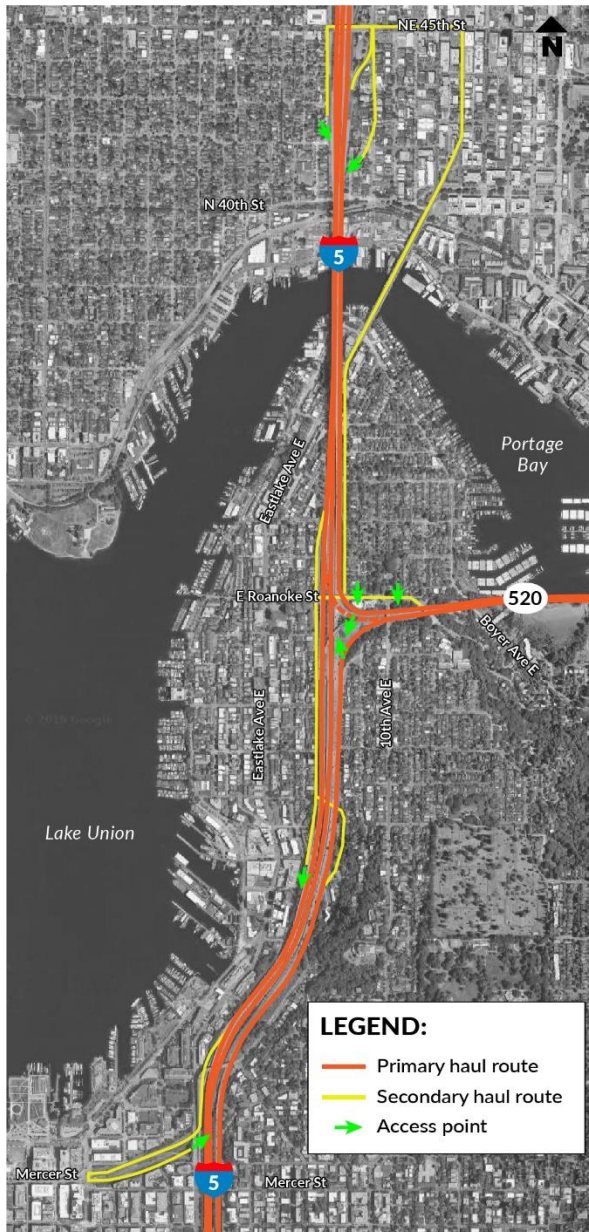 NE 45th St
N
N 40th St
5
Portage
Bay
Eastlake Ave E
E Roanoke St
520
Boyer Ave E
Eastlake Ave E
10th Ave E
Lake Union
LEGEND:
Primary haul route
Secondary haul route
Access point
Mercer St
5
Mercer St